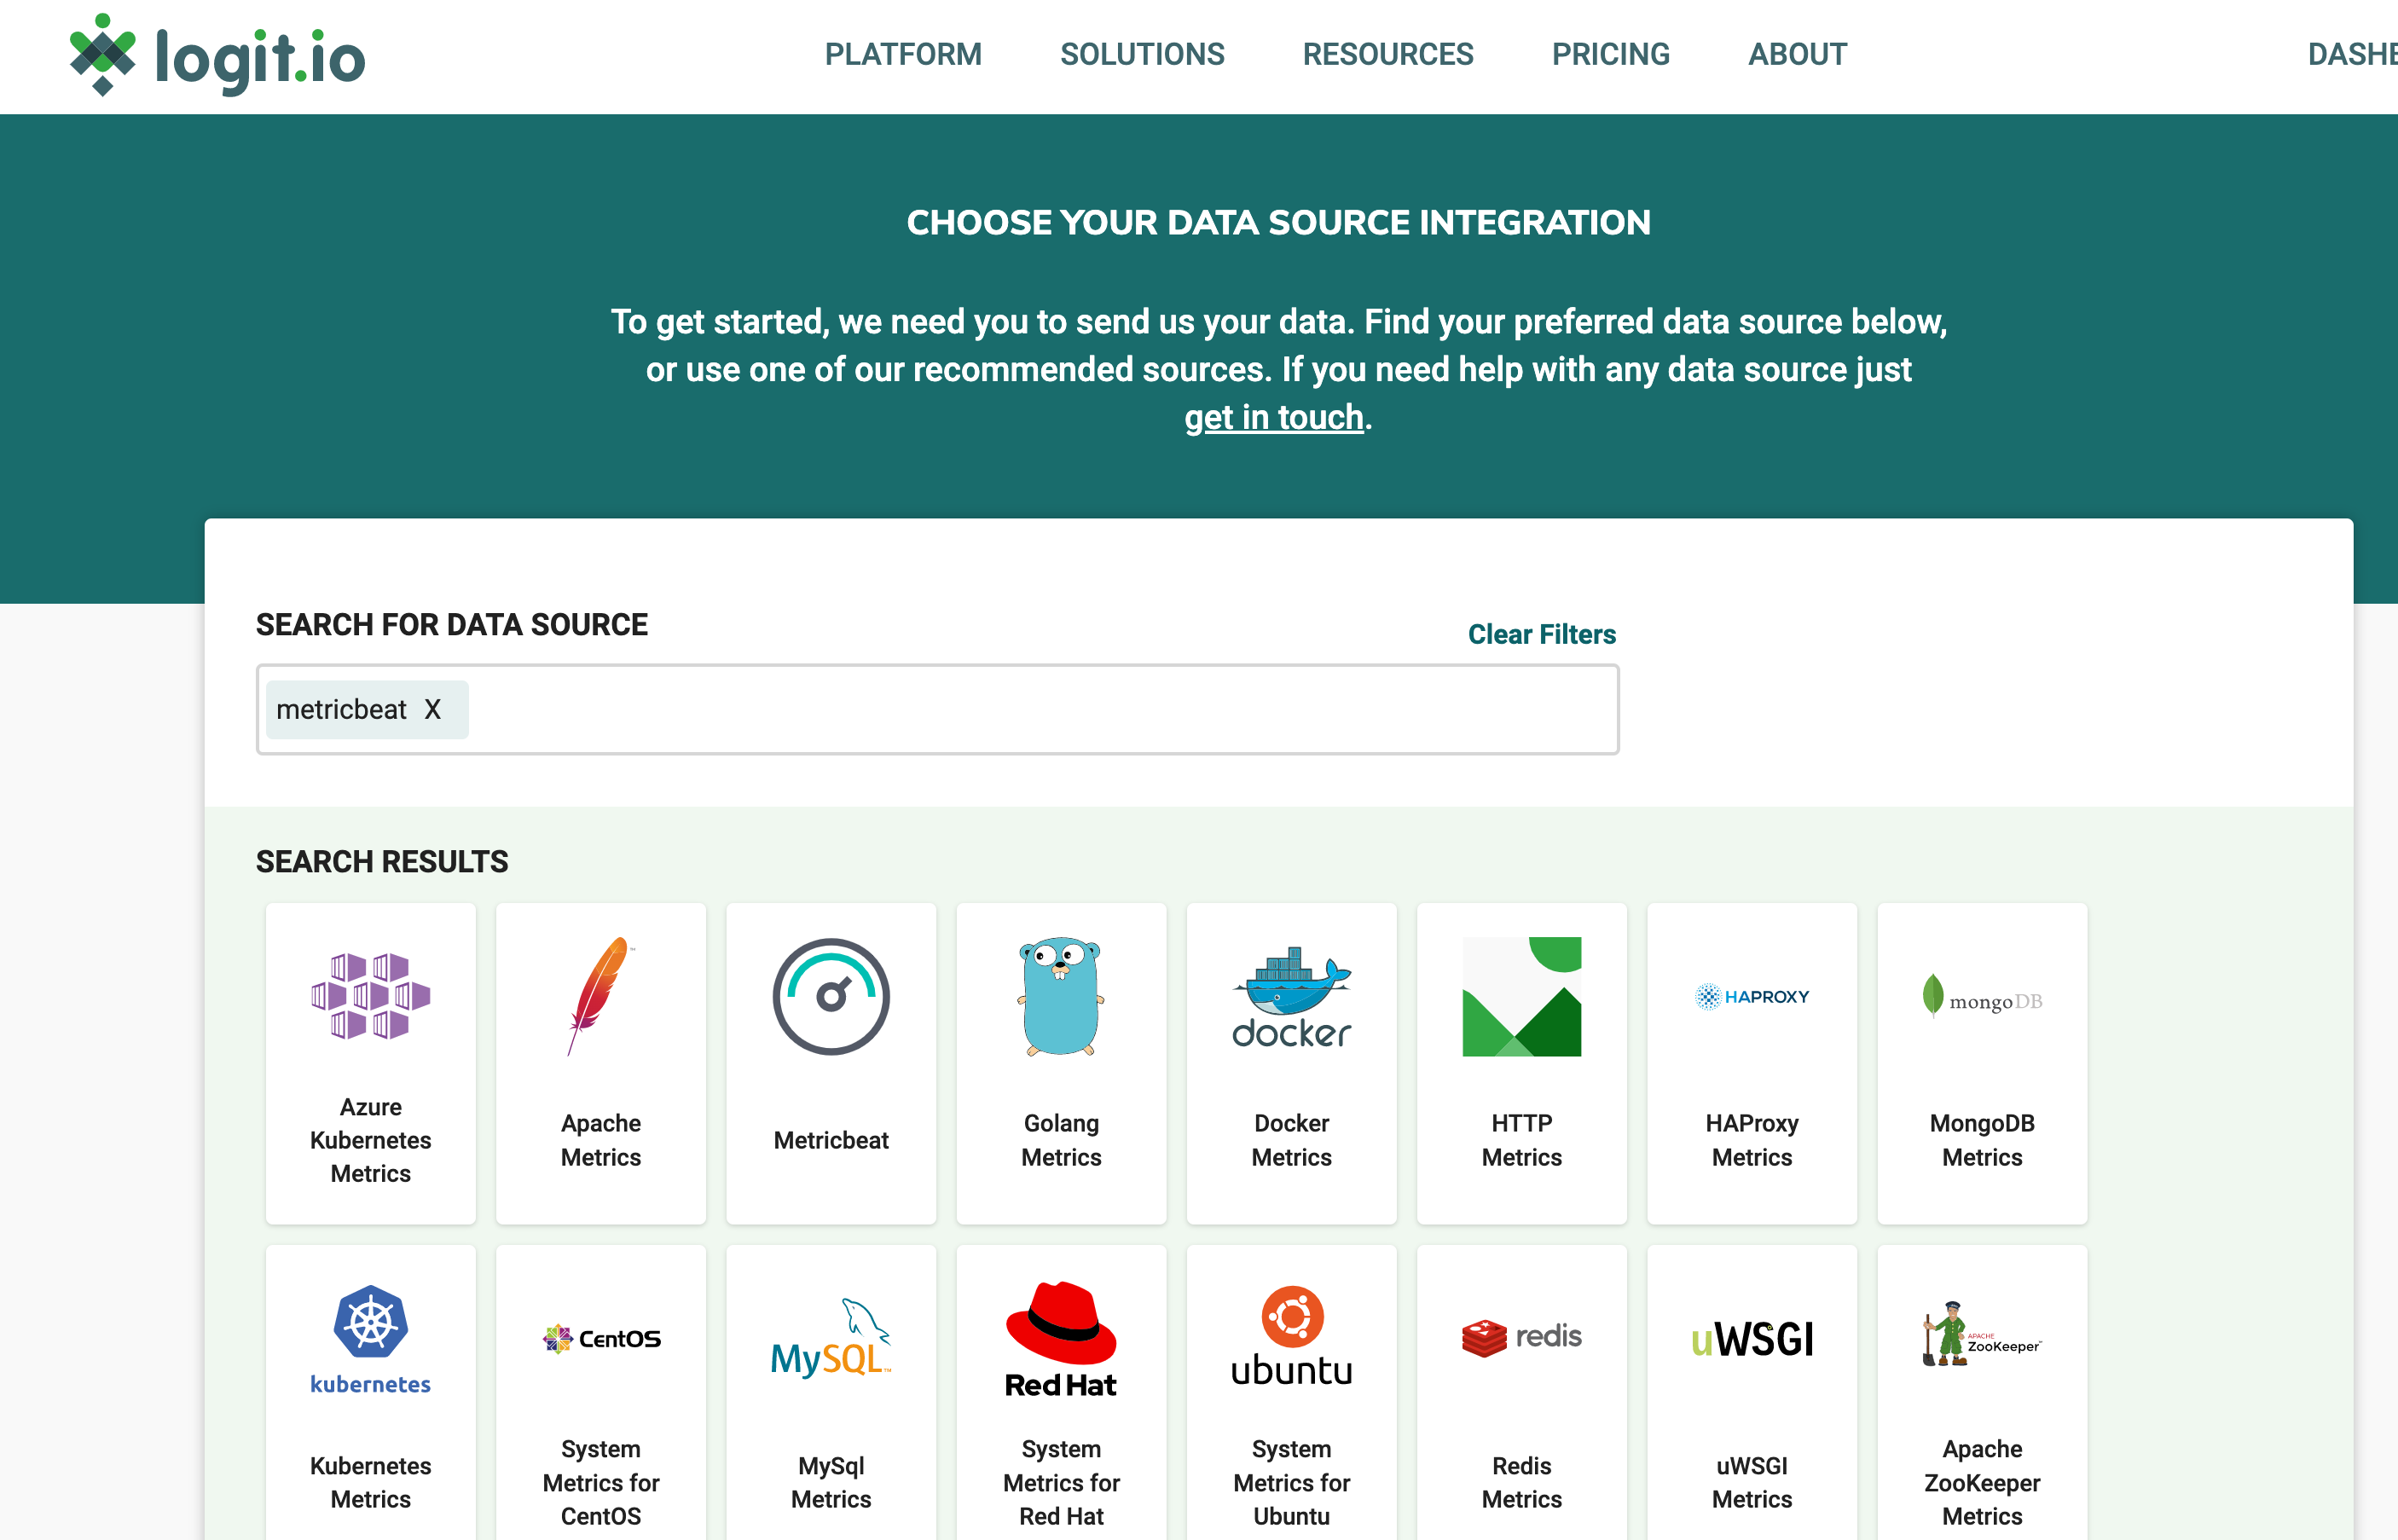 logit.io
PLATFORM
SOLUTIONS
RESOURCES
PRICING
ABOUT
CHOOSE YOUR DATA SOURCE INTEGRATION
To get started, we need you to send us your data. Find your preferred data source below,
or use one of our recommended sources. If you need help with any data source just
get in touch.
SEARCH FOR DATA SOURCE
Clear Filters
metricbeat X
SEARCH RESULTS
Azure
Kubernetes
Metrics
Apache
Metrics
Metricbeat
Golang
Metrics
docker
Docker
Metrics
HTTP
Metrics
HAPROXY
HAProxy
Metrics
mongoDB
MongoDB
Metrics
kubernetes
Kubernetes
Metrics
CentOS
System
Metrics for
CentOS
MySQL™
MySql
Metrics
Red Hat
System
Metrics for
Red Hat
ubuntu
System
Metrics for
Ubuntu
redis
Redis
Metrics
uWSGI
uWSGI
Metrics
APACHE
ZooKeeper™
Apache
ZooKeeper
Metrics